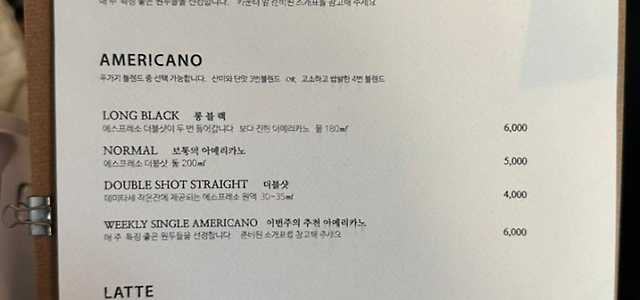 매 주 특징 좋은 원두들을 선정합니다. 카운터 앞 준비된 소개표를 참고해 주세요
AMERICANO
두가지 블렌드 중 선택 가능합니다. 산미와 단맛 3번블렌드 or, 고소하고 쌉쌀한 4번 블렌드
LONG BLACK 롱 블 랙
에스프레소 더블샷이 두 번 들어갑니다 보다 진한 아메리카노 물 180㎖ 6,000
NORMAL 보통의 아메리카노
에스프레소 더블샷 물 200㎖ 5,000
DOUBLE SHOT STRAIGHT 더블샷
데미타세 작은잔에 제공되는 에스프레소 원액 30~35㎖ 4,000
WEEKLY SINGLE AMERICANO 이번주의 추천 아메리카노
매 주 특징 좋은 원두들을 선정합니다. 준비된 소개표를 참고해 주세요 6,000
LATTE